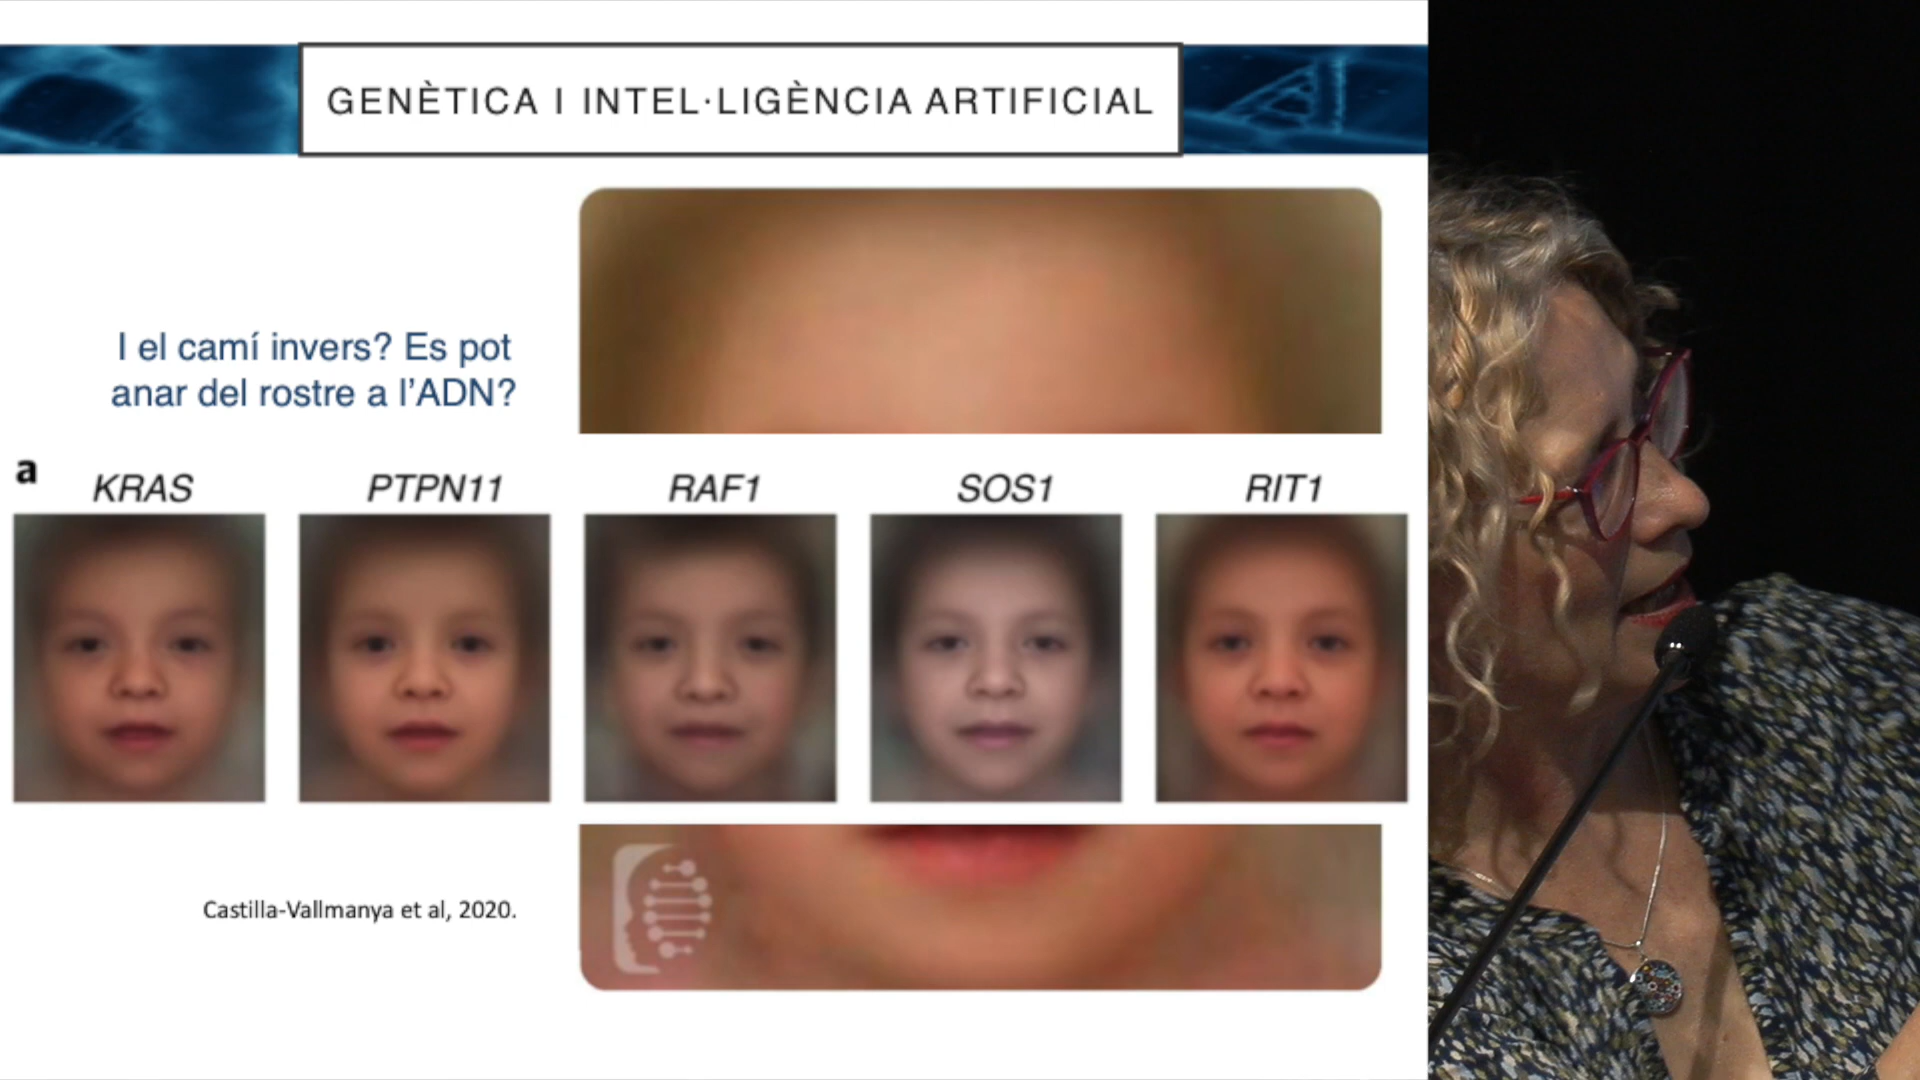 GENÈTICA I INTEL·LIGÈNCIA ARTIFICIAL
I el camí invers? Es pot
anar del rostre a l'ADN?
a
KRAS PTPN11 RAF1 SOS1 RIT1
Castilla-Vallmanya et al, 2020.